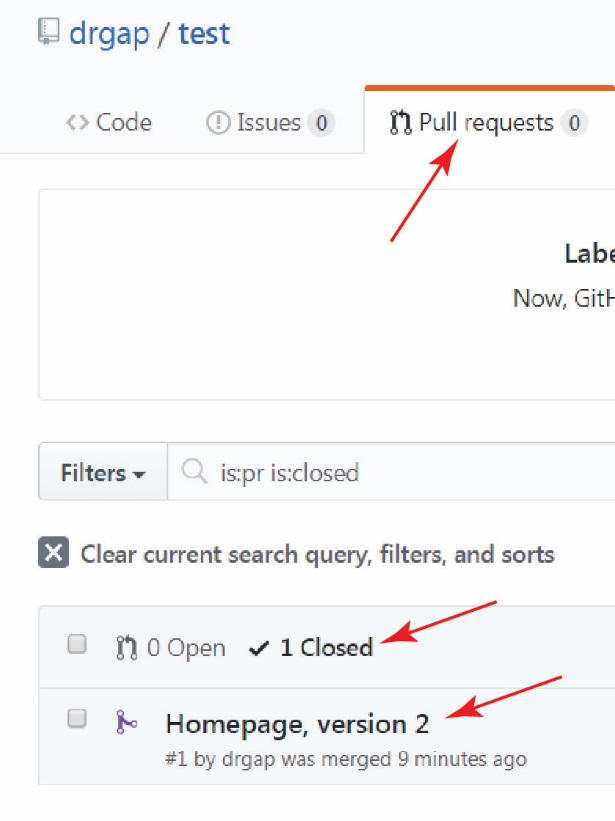 drgap / test
Code Issues 0 Pull requests 0
Now, GitH
Filters is:pr is:closed
Clear current search query, filters, and sorts
0 Open 1 Closed
Homepage, version 2
#1 by drgap was merged 9 minutes ago